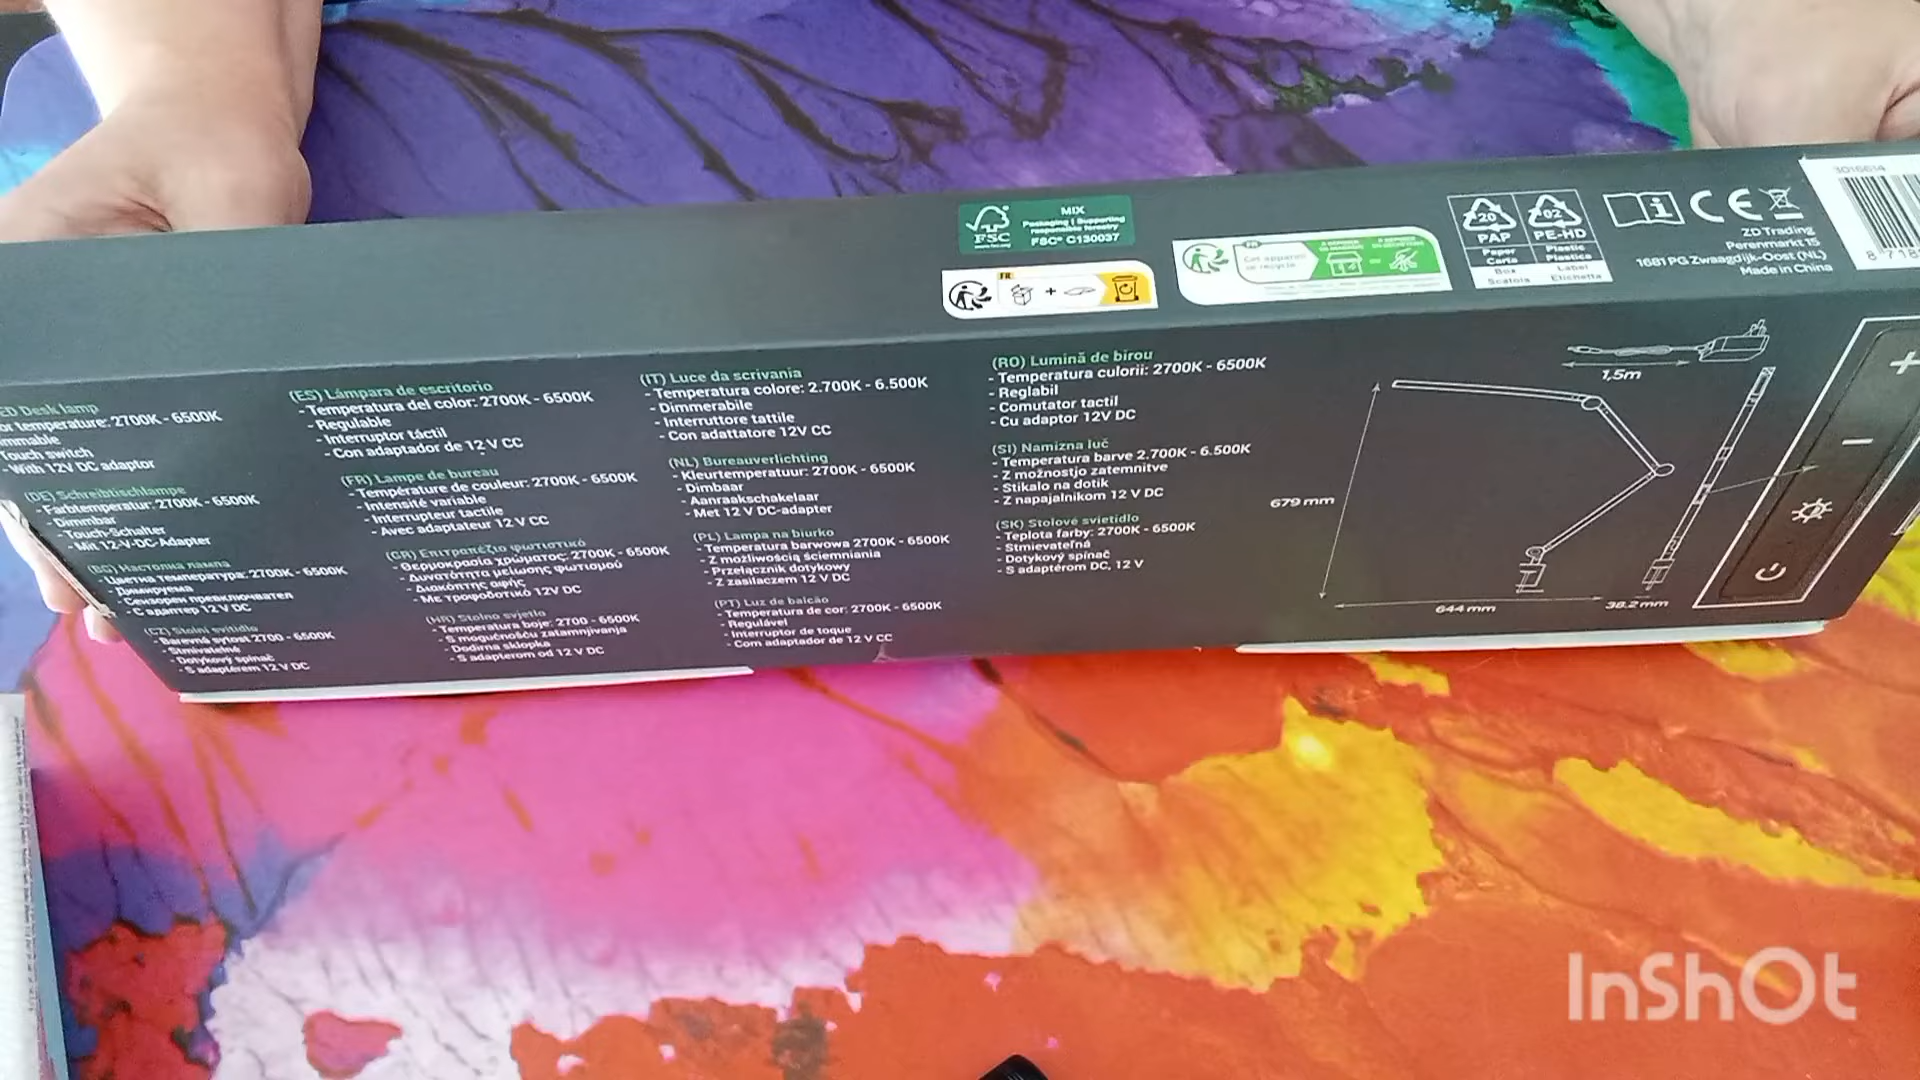 MIX
Packaging | Supporting
responsible forestry
FSC® C130037
FSC
FR
Cet appareil
se recycle
20
PAP
Paper
Carta
Box
Scatola
02
PE-HD
Plastic
Plastica
Label
Etichetta
ZD Trading
Perenmarkt 15
1681 PG Zwaagdijk-Oost (NL)
Made in China
3016614
8 718
ED Desk lamp
or temperature: 2700K - 6500K
immable
Touch switch
- With 12V DC adaptor
(DE) Schreibtischlampe
- Farbtemperatur: 2700K - 6500K
- Dimmbar
- Touch-Schalter
- Mit 12-V-DC-Adapter
(BG) Настолна лампа
- Цветна температура: 2700K - 6500K
- Димируема
- Сензорен превключвател
- С адаптер 12 V DC
(CZ) Stolní svítidlo
- Barevná sytost 2700 - 6500K
- Stmívatelné
- Dotykový spínač
- S adaptérem 12 V DC
(ES) Lámpara de escritorio
- Temperatura del color: 2700K - 6500K
- Regulable
- Interruptor táctil
- Con adaptador de 12 V CC
(FR) Lampe de bureau
- Température de couleur: 2700K - 6500K
- Intensité variable
- Interrupteur tactile
- Avec adaptateur 12 V CC
(GR) Επιτραπέζιο φωτιστικό
- Θερμοκρασία χρώματος: 2700K - 6500K
- Δυνατότητα μείωσης φωτισμού
- Διακόπτης αφής
- Με τροφοδοτικό 12V DC
(HR) Stolno svjetlo
- Temperatura boje: 2700 - 6500K
- S mogućnošću zatamnjivanja
- Dodirna sklopka
- S adapterom od 12 V DC
(IT) Luce da scrivania
- Temperatura colore: 2.700K - 6.500K
- Dimmerabile
- Interruttore tattile
- Con adattatore 12V CC
(NL) Bureauverlichting
- Kleurtemperatuur: 2700K - 6500K
- Dimbaar
- Aanraakschakelaar
- Met 12 V DC-adapter
(PL) Lampa na biurko
- Temperatura barwowa 2700K - 6500K
- Z możliwością ściemniania
- Przełącznik dotykowy
- Z zasilaczem 12 V DC
(PT) Luz de balcão
- Temperatura de cor: 2700K - 6500K
- Regulável
- Interruptor de toque
- Com adaptador de 12 V CC
(RO) Lumină de birou
- Temperatura culorii: 2700K - 6500K
- Reglabil
- Comutator tactil
- Cu adaptor 12V DC
(SI) Namizna luč
- Temperatura barve 2.700K - 6.500K
- Z možnostjo zatemnitve
- Stikalo na dotik
- Z napajalnikom 12 V DC
(SK) Stolové svietidlo
- Teplota farby: 2700K - 6500K
- Stmievateľná
- Dotykový spínač
- S adaptérom DC, 12 V
1,5m
679 mm
644 mm
38.2 mm
InShOt